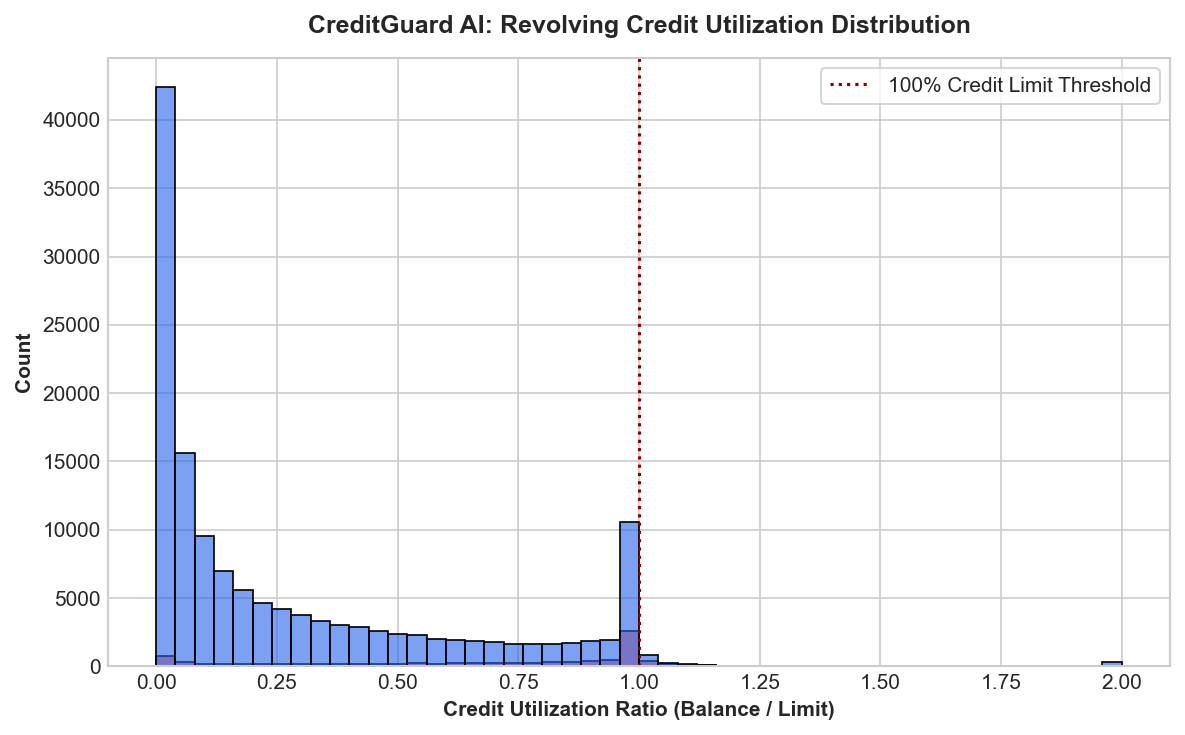 CreditGuard AI: Revolving Credit Utilization Distribution
100% Credit Limit Threshold
Count
40000
35000
30000
25000
20000
15000
10000
5000
0
0.00 0.25 0.50 0.75 1.00 1.25 1.50 1.75 2.00
Credit Utilization Ratio (Balance / Limit)